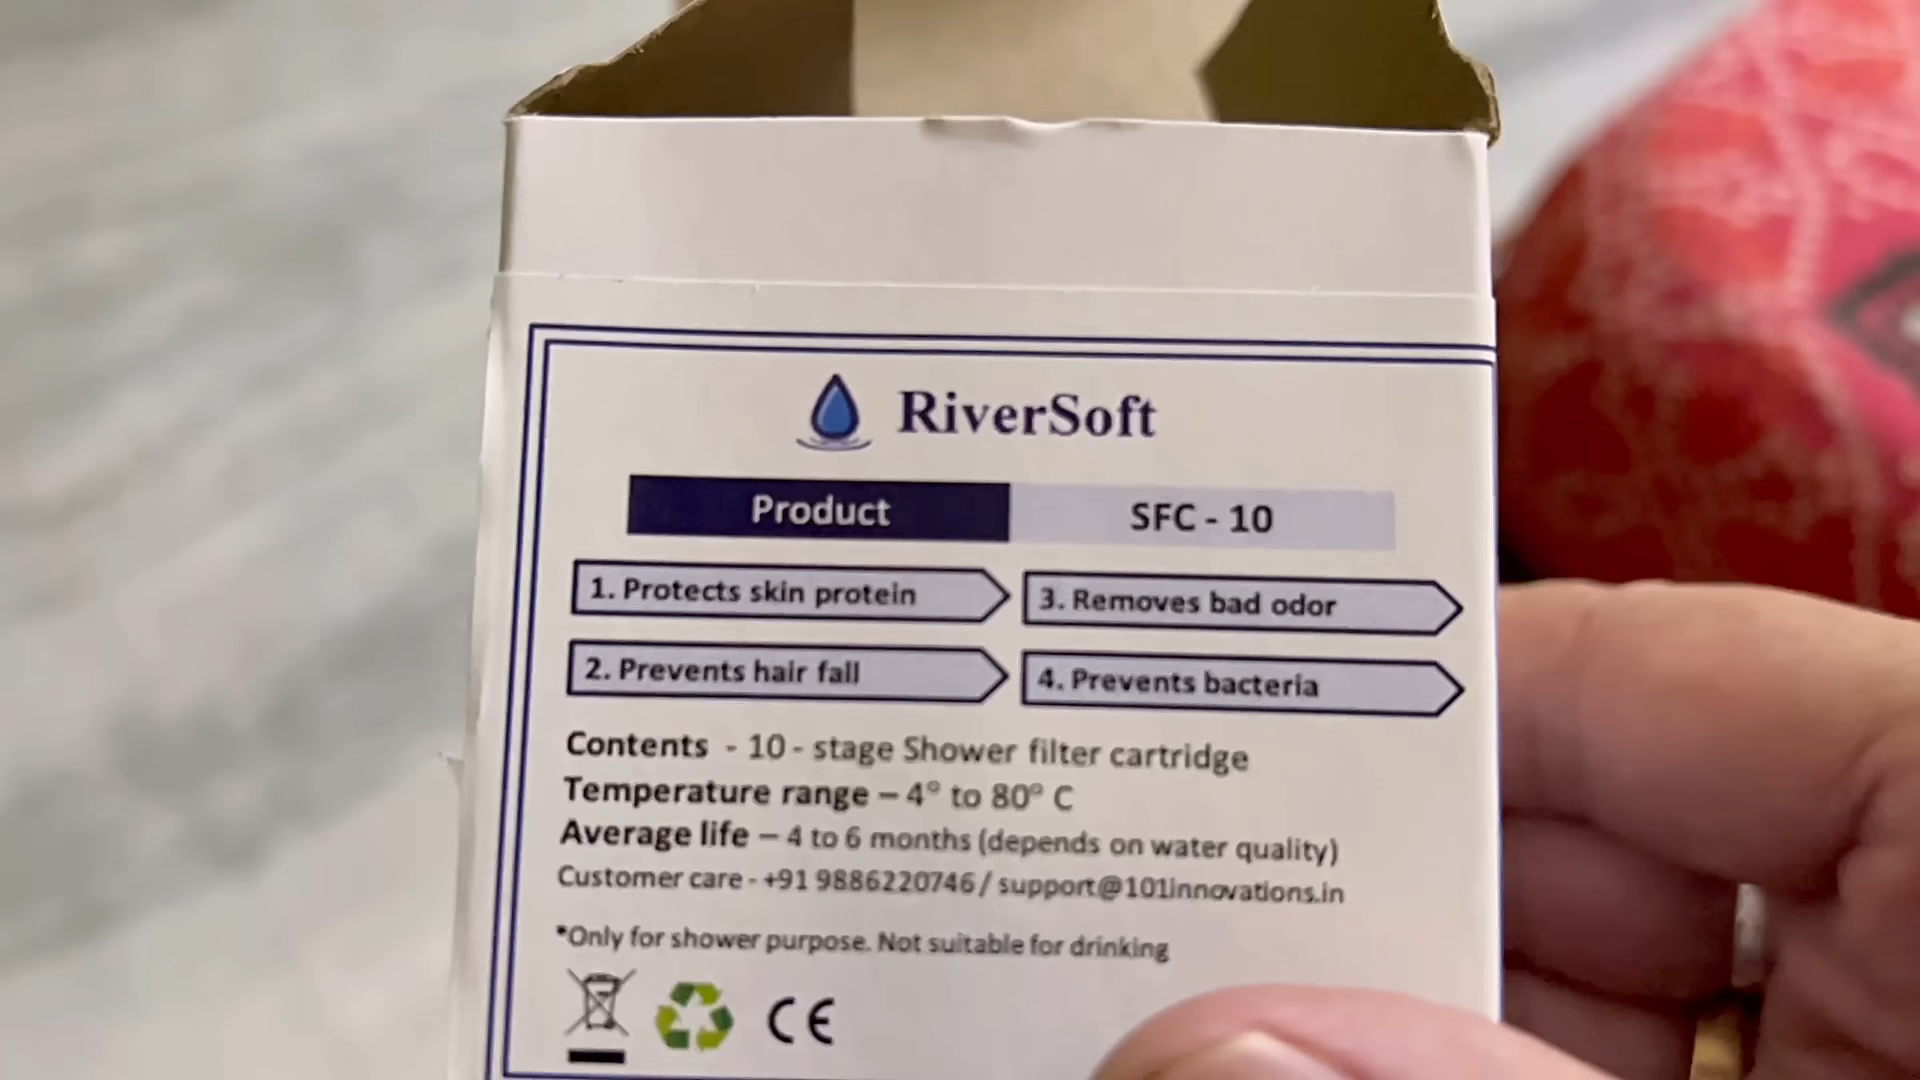 RiverSoft
Product SFC - 10
1. Protects skin protein
3. Removes bad odor
2. Prevents hair fall
4. Prevents bacteria
Contents - 10 - stage Shower filter cartridge
Temperature range – 4° to 80° C
Average life – 4 to 6 months (depends on water quality)
Customer care - +91 9886220746 / support@101innovations.in
*Only for shower purpose. Not suitable for drinking
CE